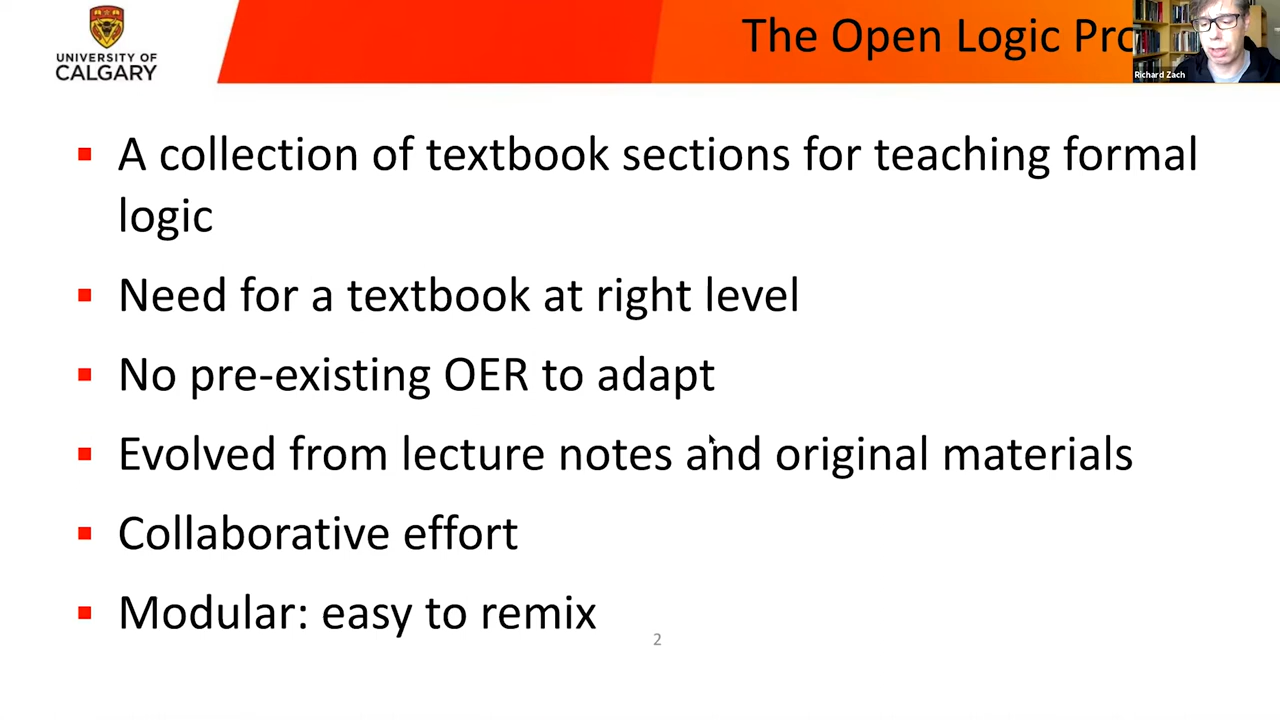 UNIVERSITY OF
CALGARY
The Open Logic Pro
Richard Zach
A collection of textbook sections for teaching formal
logic
Need for a textbook at right level
No pre-existing OER to adapt
Evolved from lecture notes and original materials
Collaborative effort
Modular: easy to remix
2